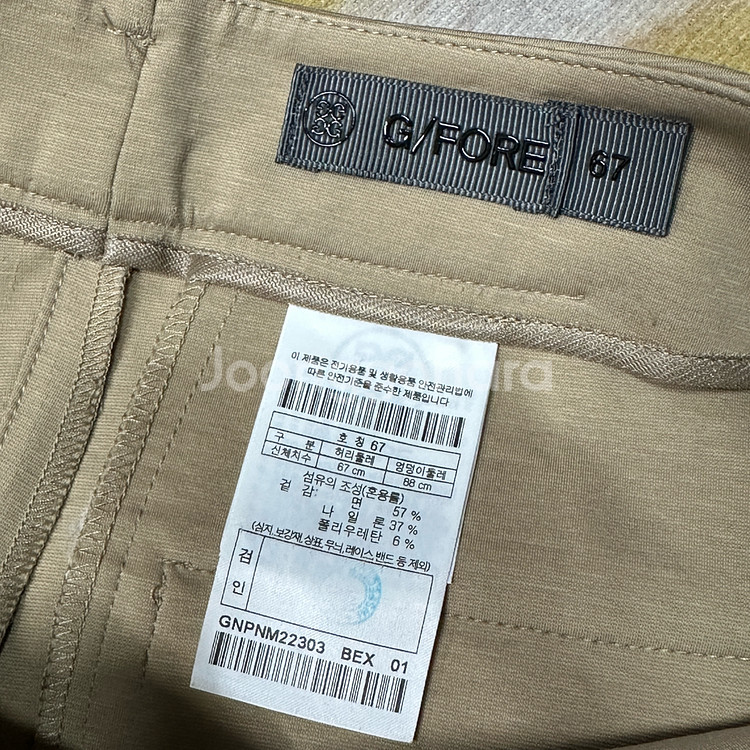 G/FORE 67
이 제품은 전기용품 및 생활용품 안전관리법에
따른 안전기준을 준수한 제품입니다
구 분 호 칭 67
신체치수 허리둘레 엉덩이둘레
67 cm 88 cm
섬유의 조성(혼용률)
겉 감: 면 57 %
나 일 론 37 %
폴리우레탄 6 %
(심지, 보강재, 상표, 무늬, 레이스, 밴드 등 제외)
검
인
GNPNM22303 BEX 01